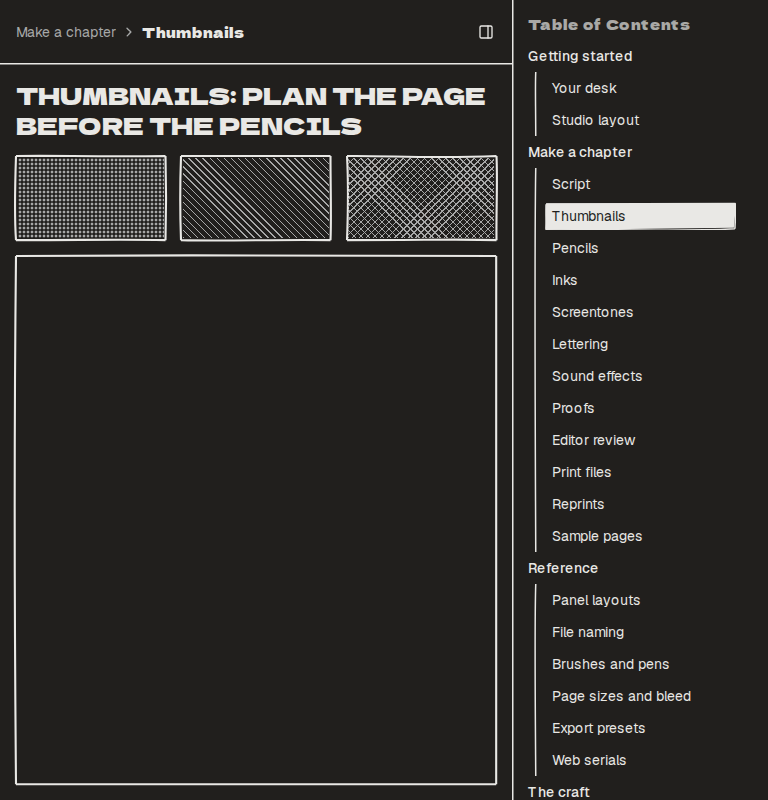 Make a chapter > Thumbnails
THUMBNAILS: PLAN THE PAGE
BEFORE THE PENCILS
Table of Contents
Getting started
Your desk
Studio layout
Make a chapter
Script
Thumbnails
Pencils
Inks
Screentones
Lettering
Sound effects
Proofs
Editor review
Print files
Reprints
Sample pages
Reference
Panel layouts
File naming
Brushes and pens
Page sizes and bleed
Export presets
Web serials
The craft